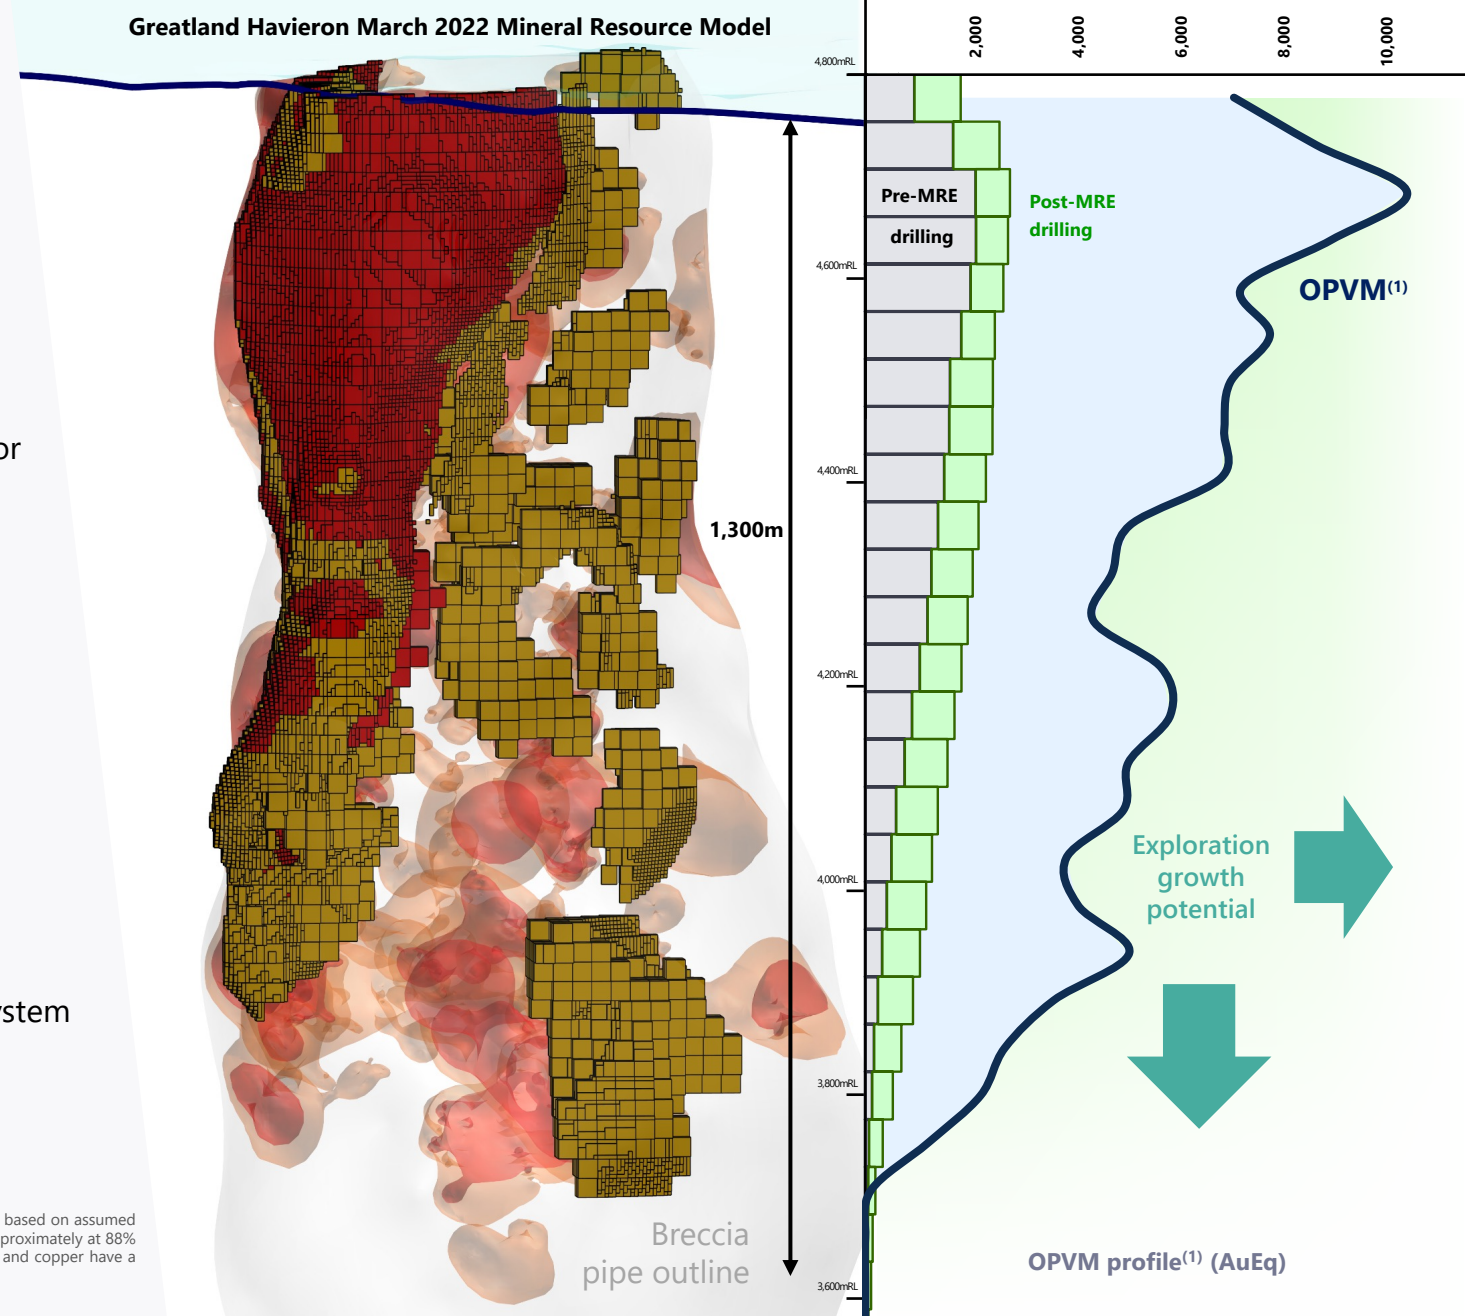 Greatland Havieron March 2022 Mineral Resource Model
2,000
4,000
6,000
8,000
10,000
4,800mRL
Pre-MRE
drilling
Post-MRE
drilling
4,600mRL
OPVM(1)
or
4,400mRL
1,300m
4,200mRL
Exploration
growth
potential
4,000mRL
ystem
3,800mRL
based on assumed
proximately at 88%
and copper have a
Breccia
pipe outline
OPVM profile(1) (AuEq)
3,600mRL